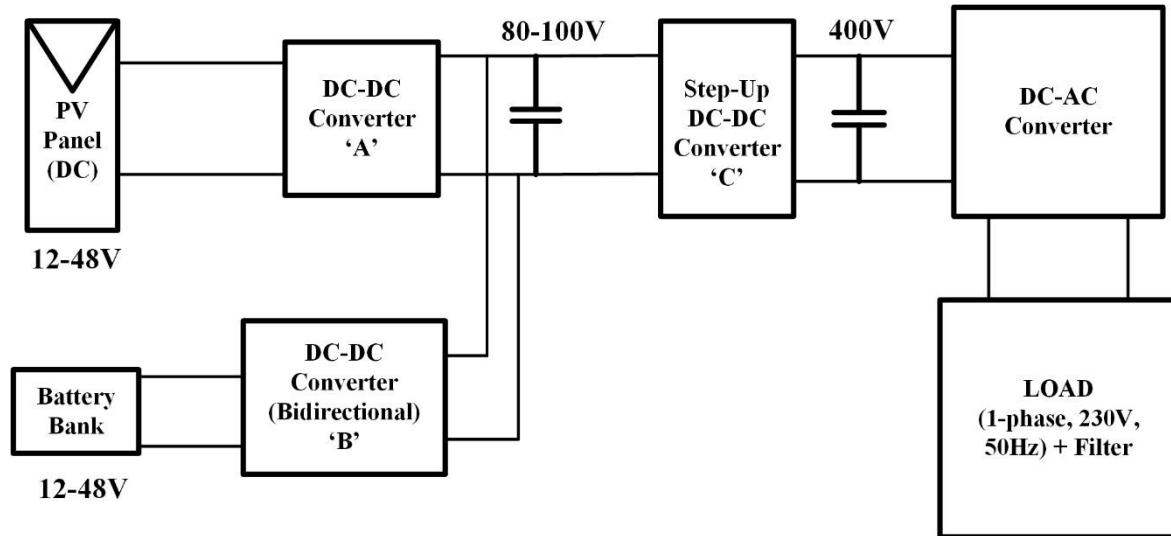 PV
Panel
(DC)
12-48V
DC-DC
Converter
‘A’
80-100V
Step-Up
DC-DC
Converter
‘C’
400V
DC-AC
Converter
Battery
Bank
12-48V
DC-DC
Converter
(Bidirectional)
‘B’
LOAD
(1-phase, 230V,
50Hz) + Filter